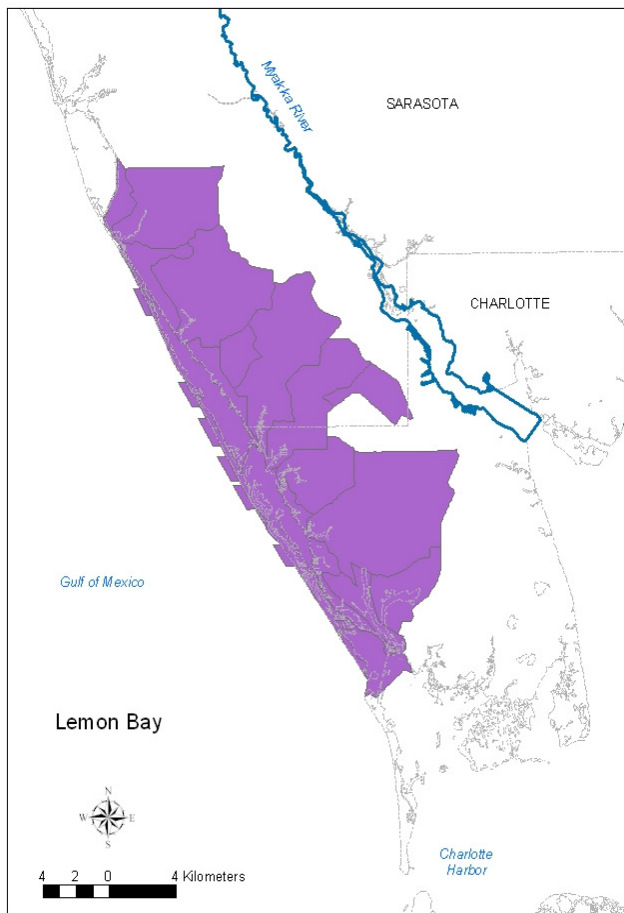 Myakka River
SARASOTA
CHARLOTTE
Gulf of Mexico
Lemon Bay
N
W E
S
4 2 0 4 Kilometers
Charlotte
Harbor